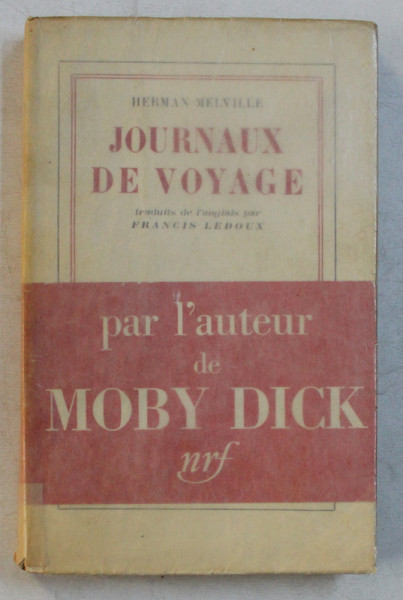 HERMAN MELVILLE
JOURNAUX
DE VOYAGE
traduits de l'anglais par
FRANCIS LEDOUX
par l'auteur
de
MOBY DICK
nrf